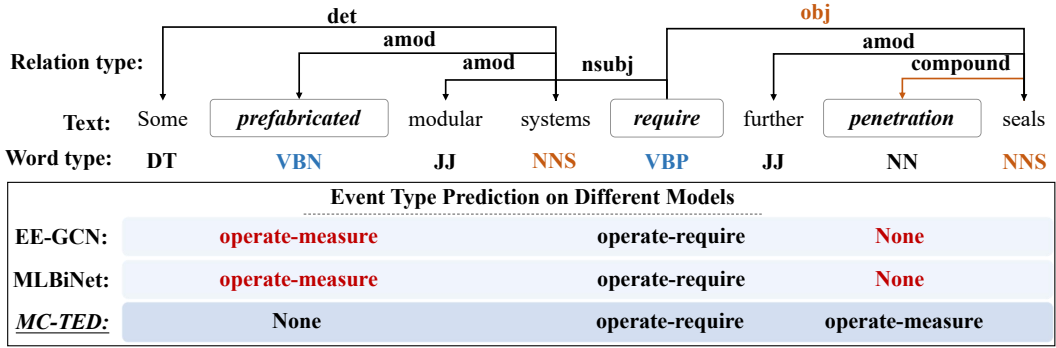 det
obj
amod
amod
Relation type:
amod
nsubj
compound
Text: Some prefabricated modular systems require further penetration seals
Word type: DT VBN JJ NNS VBP JJ NN NNS
Event Type Prediction on Different Models
EE-GCN: operate-measure operate-require None
MLBiNet: operate-measure operate-require None
MC-TED: None operate-require operate-measure